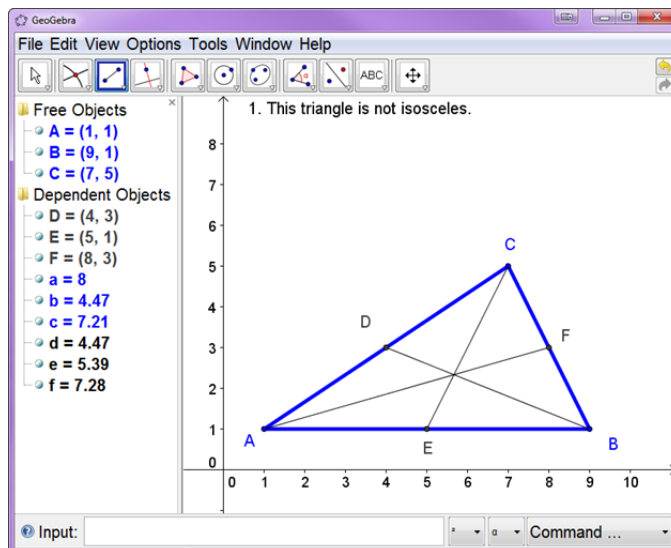 GeoGebra
File Edit View Options Tools Window Help
ABC
Free Objects
A = (1, 1)
B = (9, 1)
C = (7, 5)
Dependent Objects
D = (4, 3)
E = (5, 1)
F = (8, 3)
a = 8
b = 4.47
c = 7.21
d = 4.47
e = 5.39
f = 7.28
1. This triangle is not isosceles.
8
7
6
5
4
3
2
1
0
0 1 2 3 4 5 6 7 8 9 10
C
D
F
A
E
B
Input:
α
Command ...